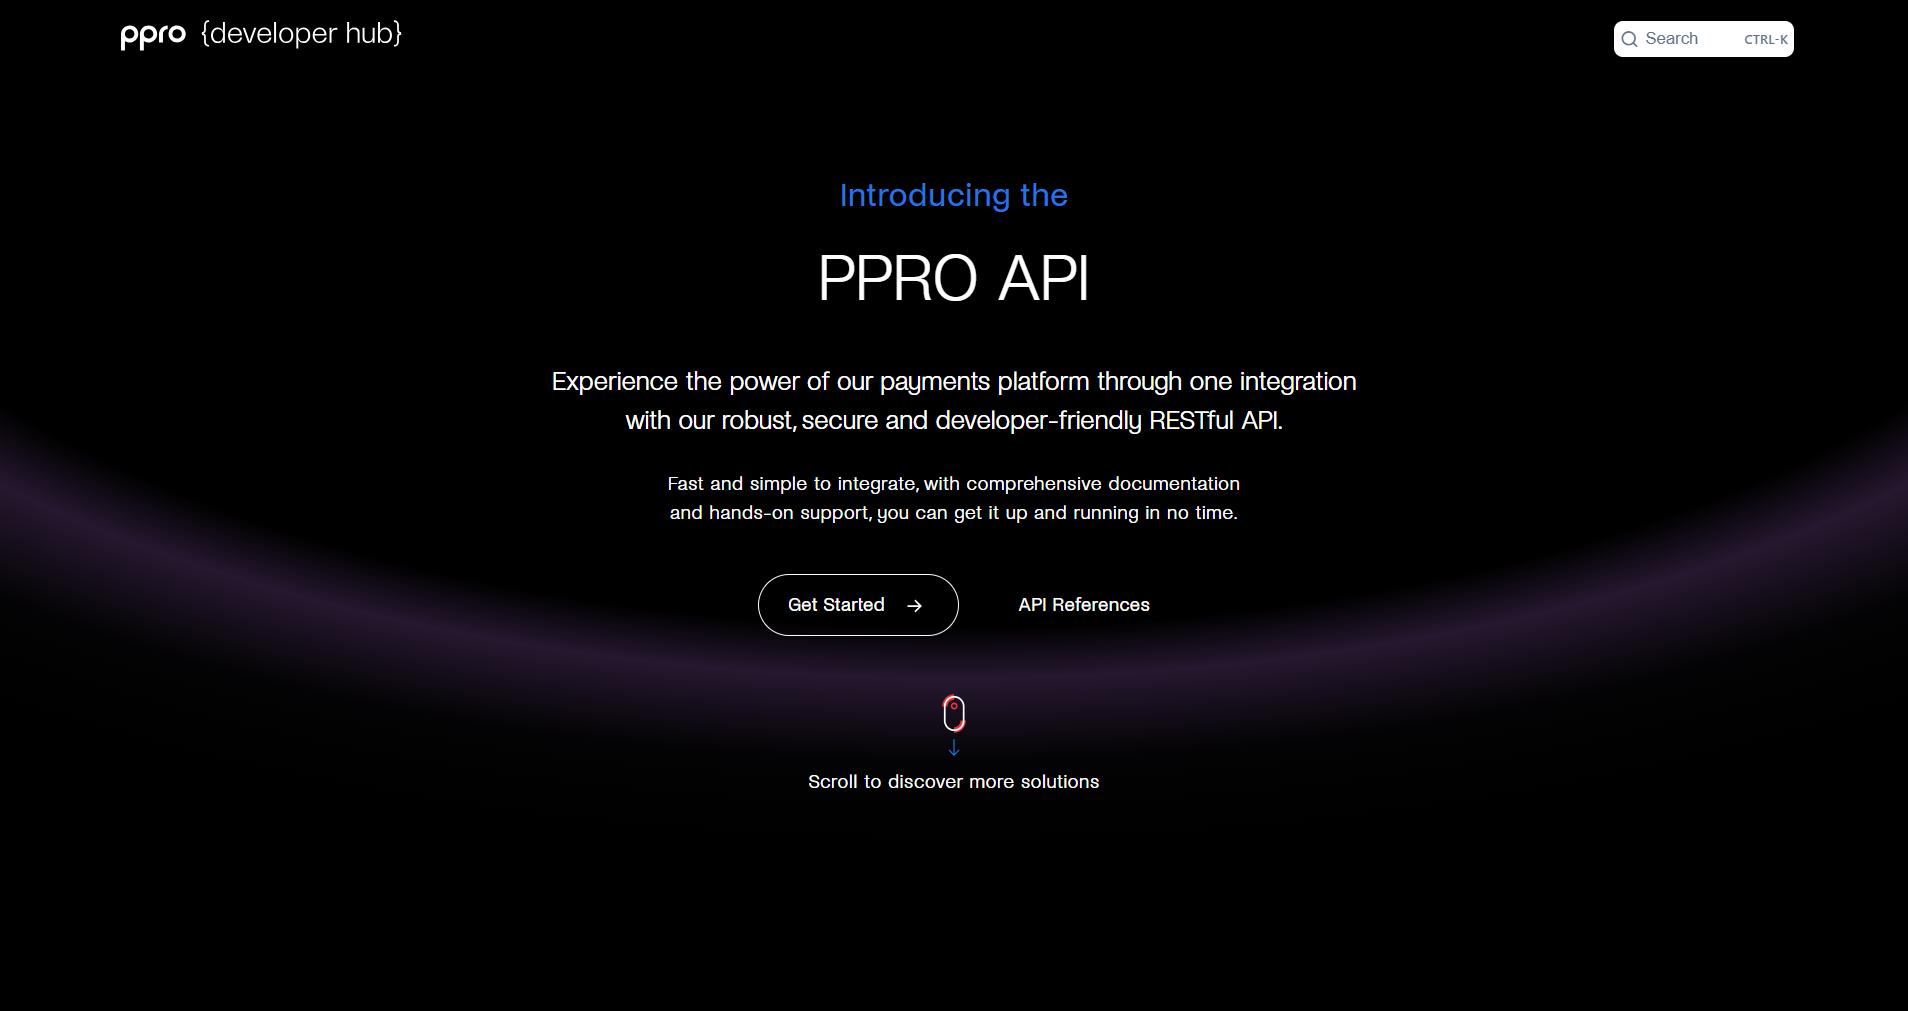 ppro {developer hub}
Search CTRL-K
Introducing the
PPRO API
Experience the power of our payments platform through one integration
with our robust, secure and developer-friendly RESTful API.
Fast and simple to integrate, with comprehensive documentation
and hands-on support, you can get it up and running in no time.
Get Started → API References
Scroll to discover more solutions